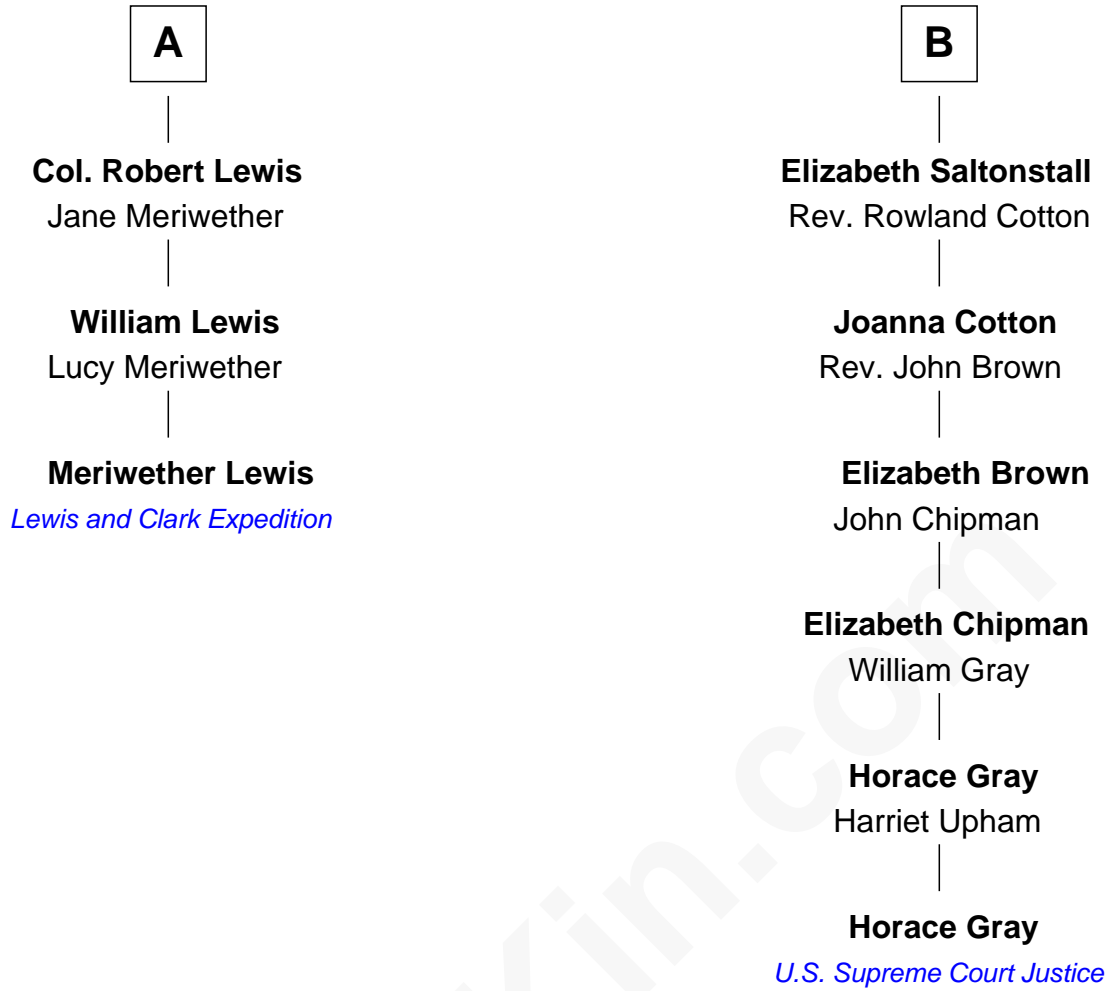 A
Col. Robert Lewis
Jane Meriwether
William Lewis
Lucy Meriwether
Meriwether Lewis
Lewis and Clark Expedition
B
Elizabeth Saltonstall
Rev. Rowland Cotton
Joanna Cotton
Rev. John Brown
Elizabeth Brown
John Chipman
Elizabeth Chipman
William Gray
Horace Gray
Harriet Upham
Horace Gray
U.S. Supreme Court Justice
Kin.com